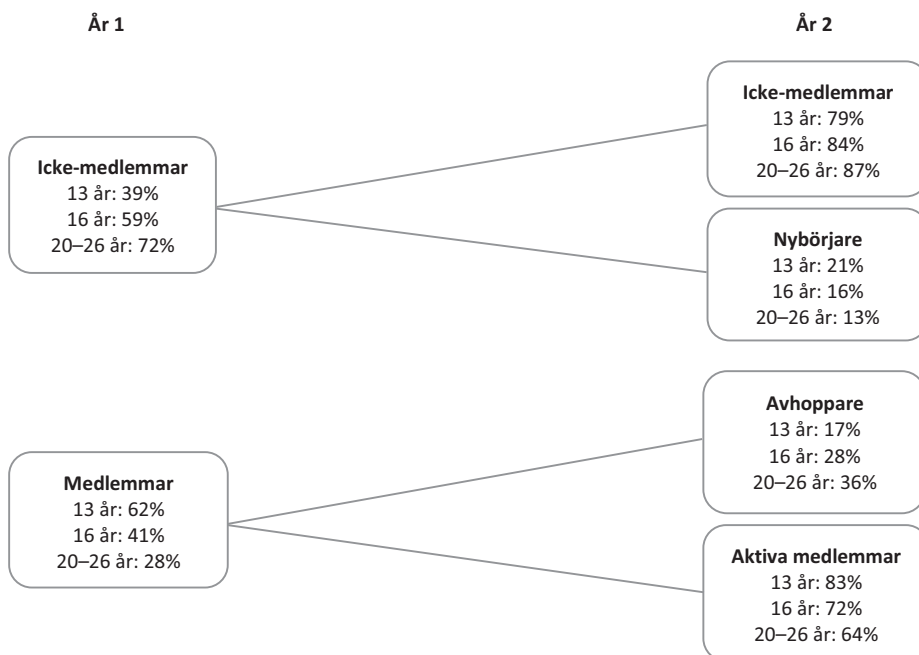 År 1
År 2
Icke-medlemmar
13 år: 39%
16 år: 59%
20–26 år: 72%
Icke-medlemmar
13 år: 79%
16 år: 84%
20–26 år: 87%
Nybörjare
13 år: 21%
16 år: 16%
20–26 år: 13%
Medlemmar
13 år: 62%
16 år: 41%
20–26 år: 28%
Avhoppare
13 år: 17%
16 år: 28%
20–26 år: 36%
Aktiva medlemmar
13 år: 83%
16 år: 72%
20–26 år: 64%